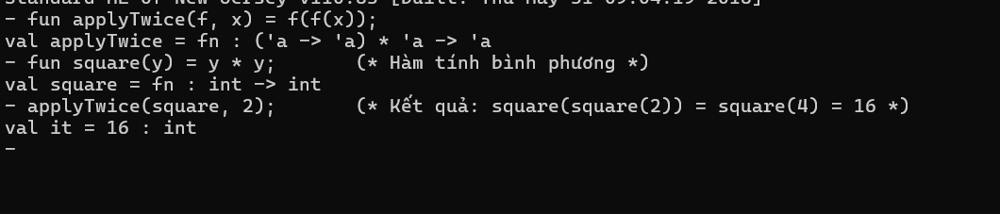 Standard ML of New Jersey v110.83 [built: Thu May 31 09:04:19 2018]
- fun applyTwice(f, x) = f(f(x));
val applyTwice = fn : ('a -> 'a) * 'a -> 'a
- fun square(y) = y * y;       (* Hàm tính bình phương *)
val square = fn : int -> int
- applyTwice(square, 2);       (* Kết quả: square(square(2)) = square(4) = 16 *)
val it = 16 : int
-